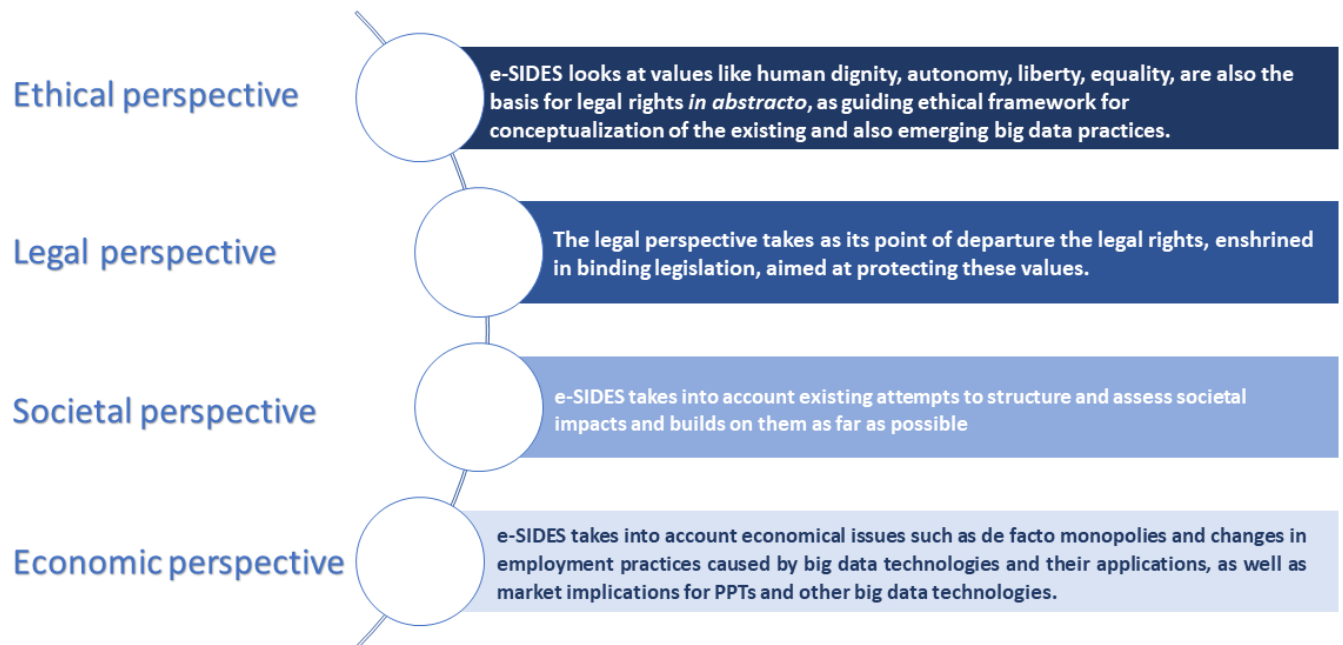 Ethical perspective
e-SIDES looks at values like human dignity, autonomy, liberty, equality, are also the
basis for legal rights in abstracto, as guiding ethical framework for
conceptualization of the existing and also emerging big data practices.
Legal perspective
The legal perspective takes as its point of departure the legal rights, enshrined
in binding legislation, aimed at protecting these values.
Societal perspective
e-SIDES takes into account existing attempts to structure and assess societal
impacts and builds on them as far as possible
Economic perspective
e-SIDES takes into account economical issues such as de facto monopolies and changes in
employment practices caused by big data technologies and their applications, as well as
market implications for PPTs and other big data technologies.